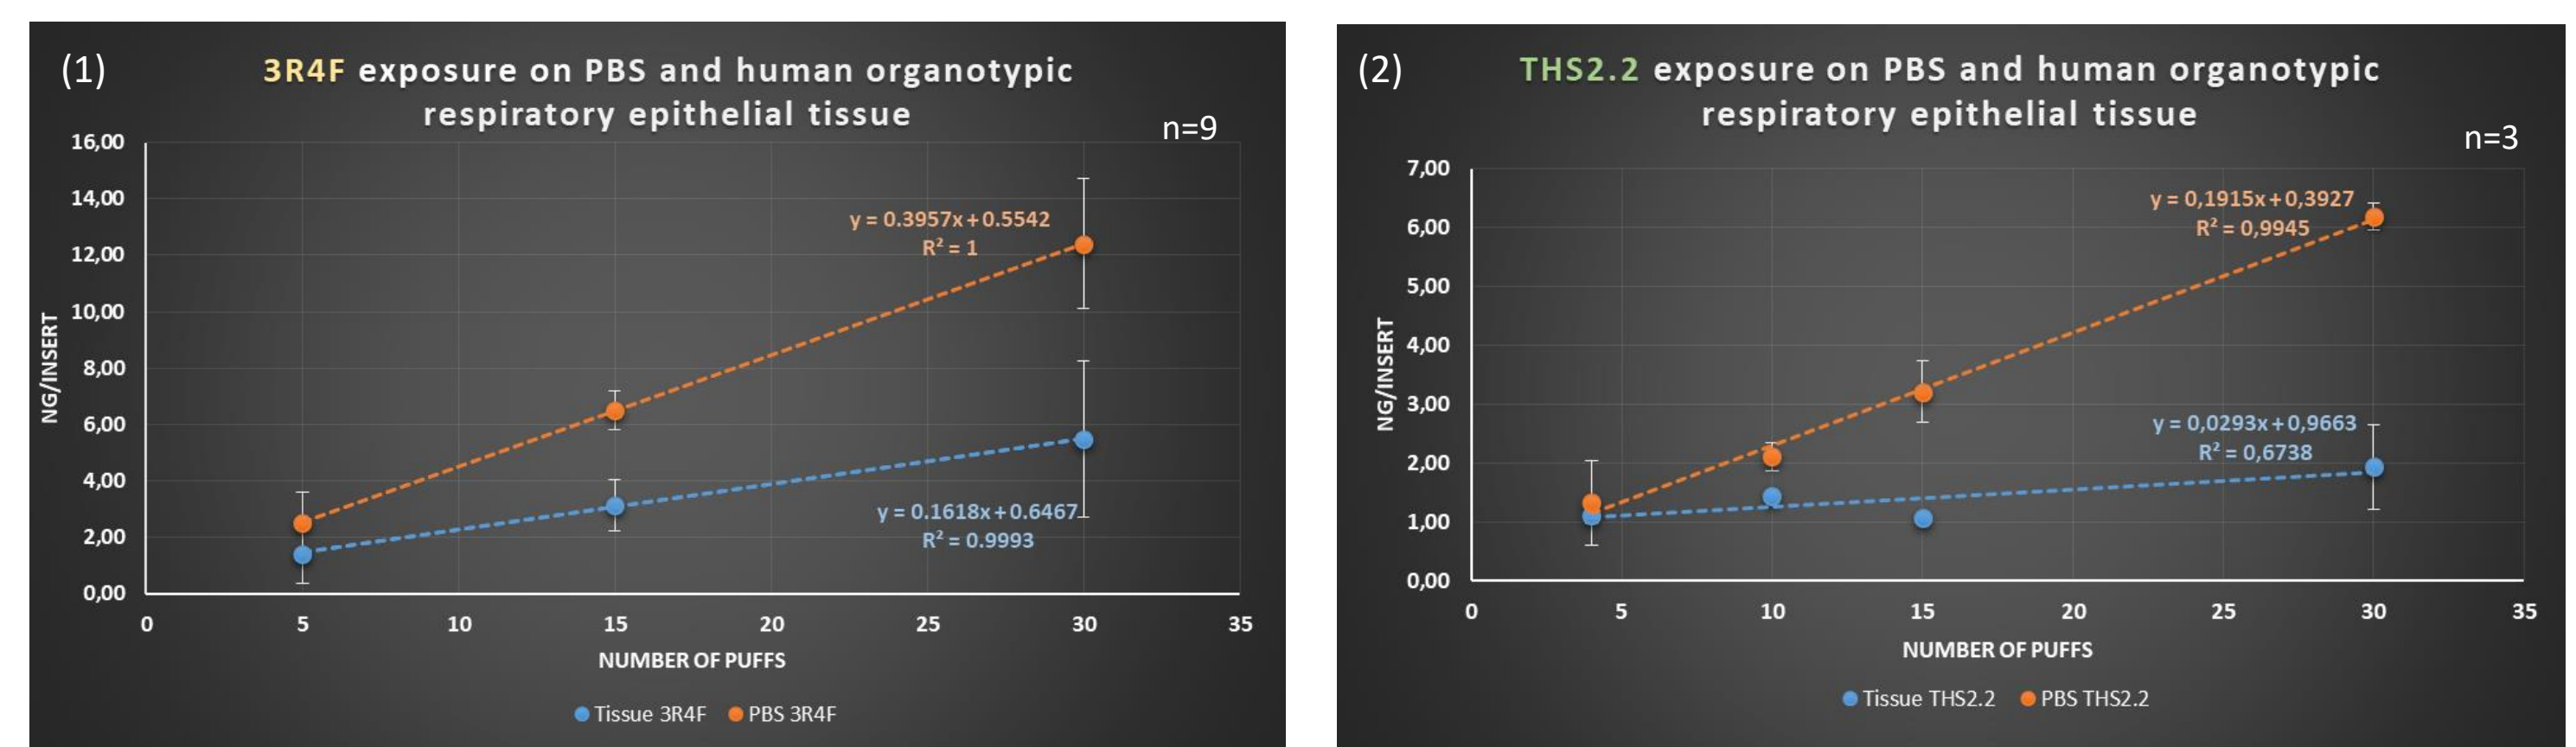 (1)
3R4F exposure on PBS and human organotypic
respiratory epithelial tissue
n=9
16,00
14,00
12,00
10,00
8,00
6,00
4,00
2,00
0,00
NG/INSERT
y = 0.3957x+0.5542
R² = 1
y = 0.1618x+0.6467
R² = 0.9993
0 5 10 15 20 25 30 35
NUMBER OF PUFFS
Tissue 3R4F PBS 3R4F
(2)
THS2.2 exposure on PBS and human organotypic
respiratory epithelial tissue
n=3
7,00
6,00
5,00
4,00
3,00
2,00
1,00
0,00
NG/INSERT
y = 0,1915x+0,3927
R² = 0,9945
y = 0,0293x+0,9663
R² = 0,6738
0 5 10 15 20 25 30 35
NUMBER OF PUFFS
Tissue THS2.2 PBS THS2.2